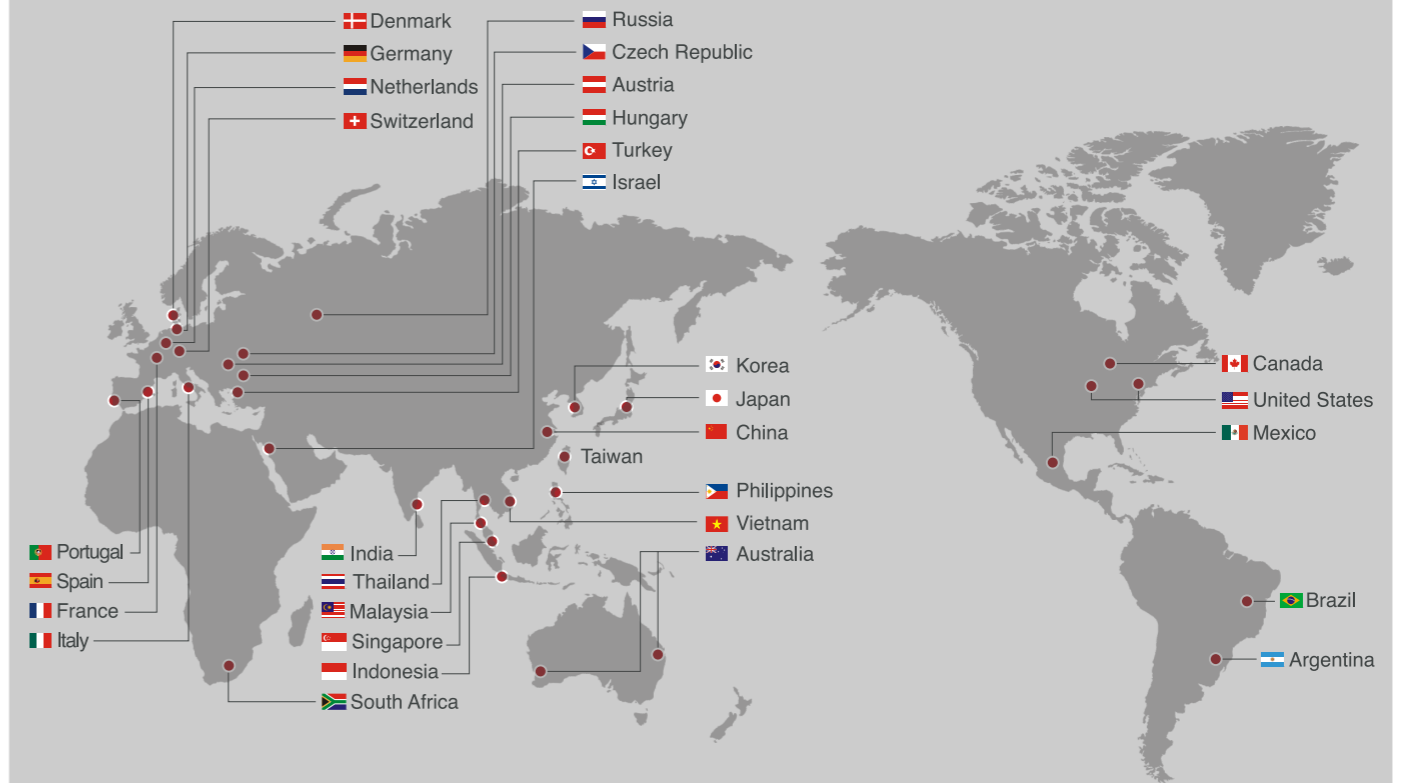 Denmark
Germany
Netherlands
Switzerland
Russia
Czech Republic
Austria
Hungary
Turkey
Israel
Korea
Japan
China
Taiwan
Philippines
Vietnam
Australia
Canada
United States
Mexico
Portugal
Spain
France
Italy
India
Thailand
Malaysia
Singapore
Indonesia
South Africa
Brazil
Argentina